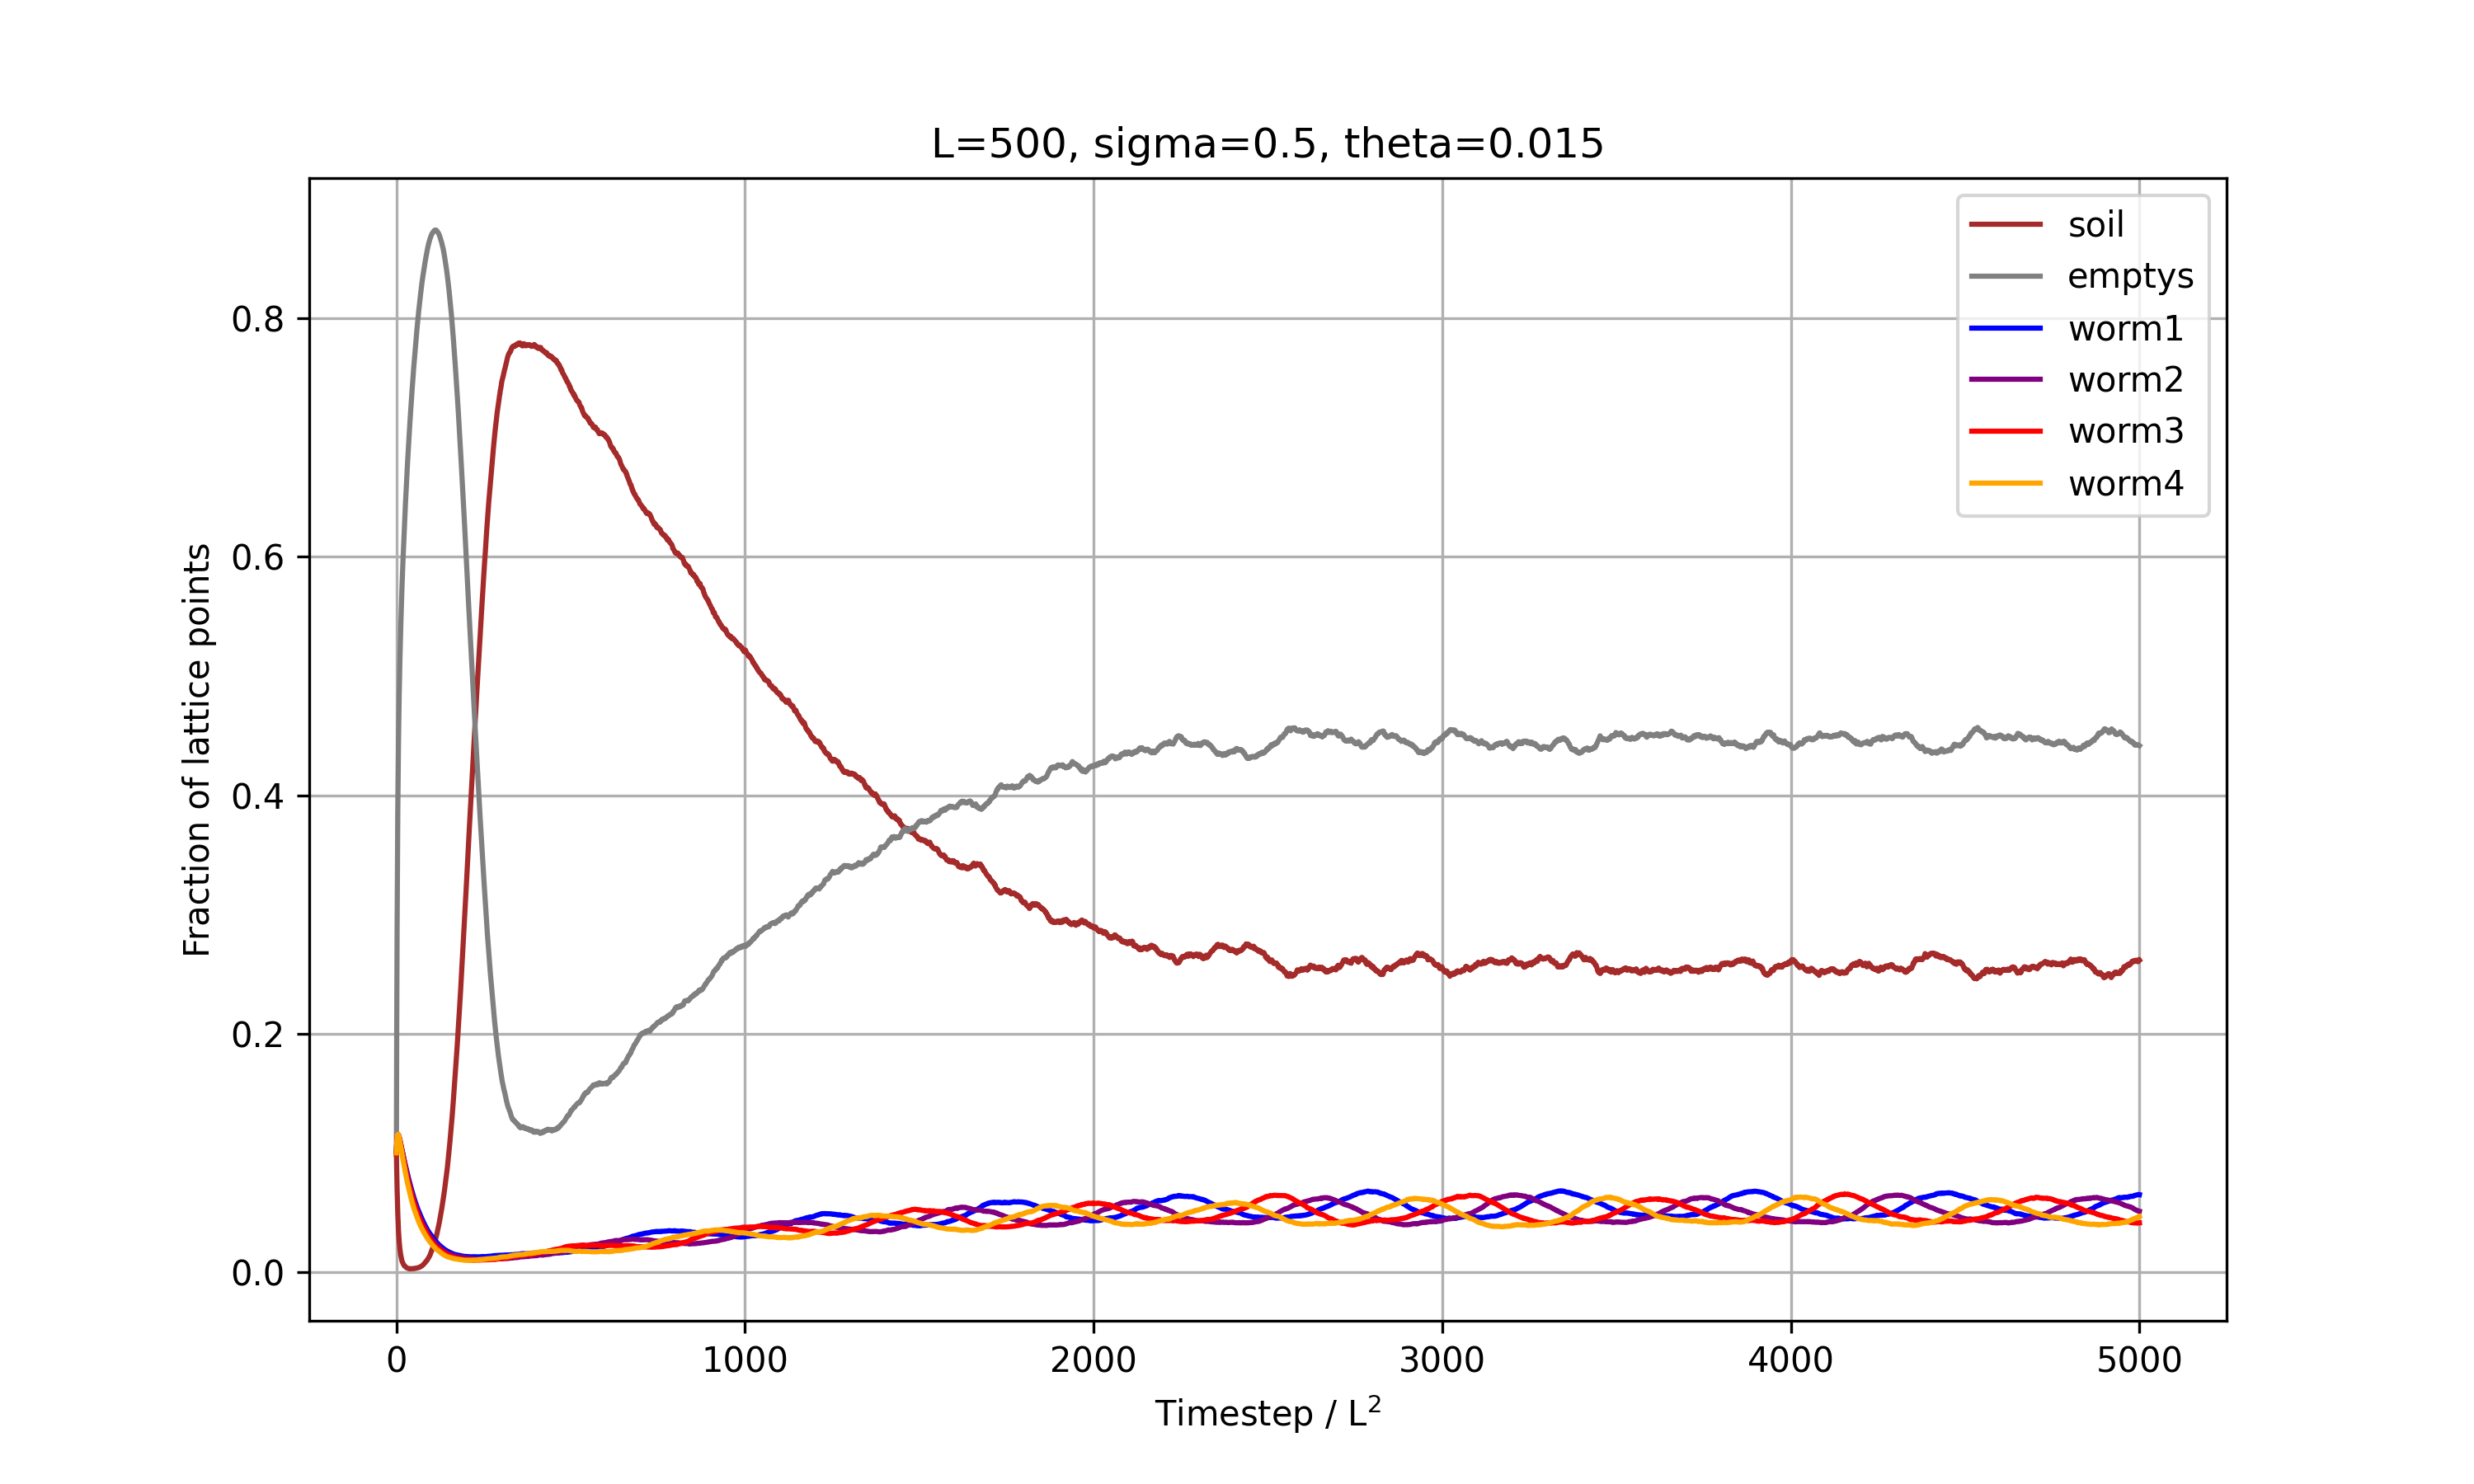 L=500, sigma=0.5, theta=0.015
soil
emptys
worm1
worm2
worm3
worm4
Fraction of lattice points
0.8
0.6
0.4
0.2
0.0
0 1000 2000 3000 4000 5000
Timestep / L²